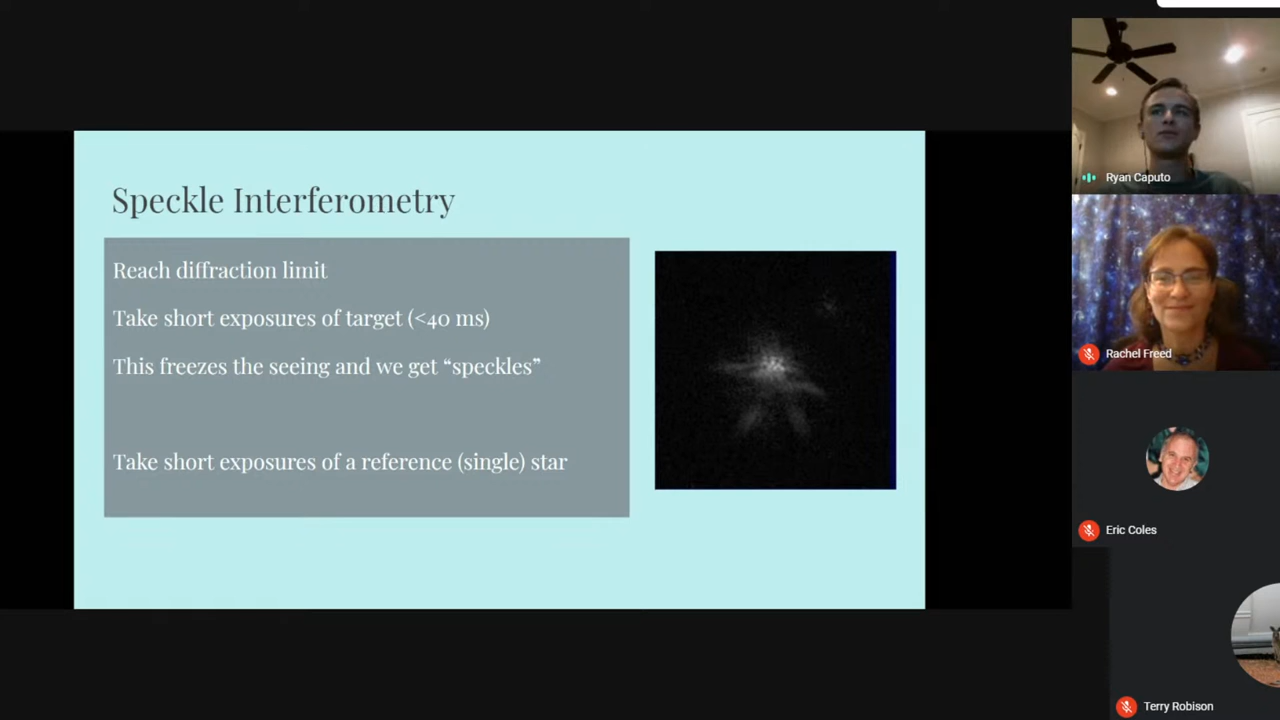 Speckle Interferometry
Reach diffraction limit
Take short exposures of target (<40 ms)
This freezes the seeing and we get “speckles”
Take short exposures of a reference (single) star
Ryan Caputo
Rachel Freed
Eric Coles
Terry Robison